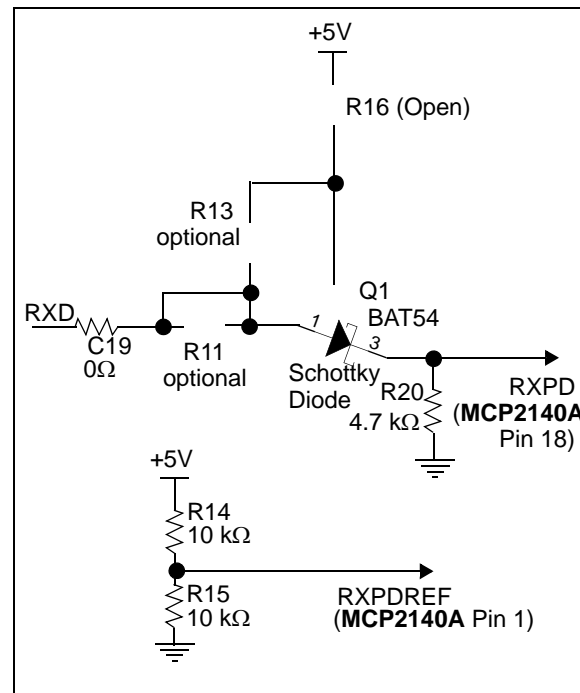 +5V
R16 (Open)
R13
optional
Q1
BAT54
RXD
C19
0Ω
R11
optional
1
3
Schottky
Diode
R20
4.7 kΩ
RXPD
(MCP2140A
Pin 18)
+5V
R14
10 kΩ
R15
10 kΩ
RXPDREF
(MCP2140A Pin 1)